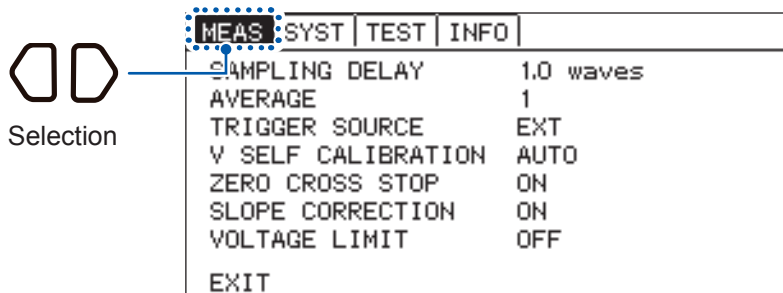 MEAS SYST TEST INFO
SAMPLING DELAY 1.0 waves
AVERAGE 1
Selection
TRIGGER SOURCE EXT
V SELF CALIBRATION AUTO
ZERO CROSS STOP ON
SLOPE CORRECTION ON
VOLTAGE LIMIT OFF
EXIT